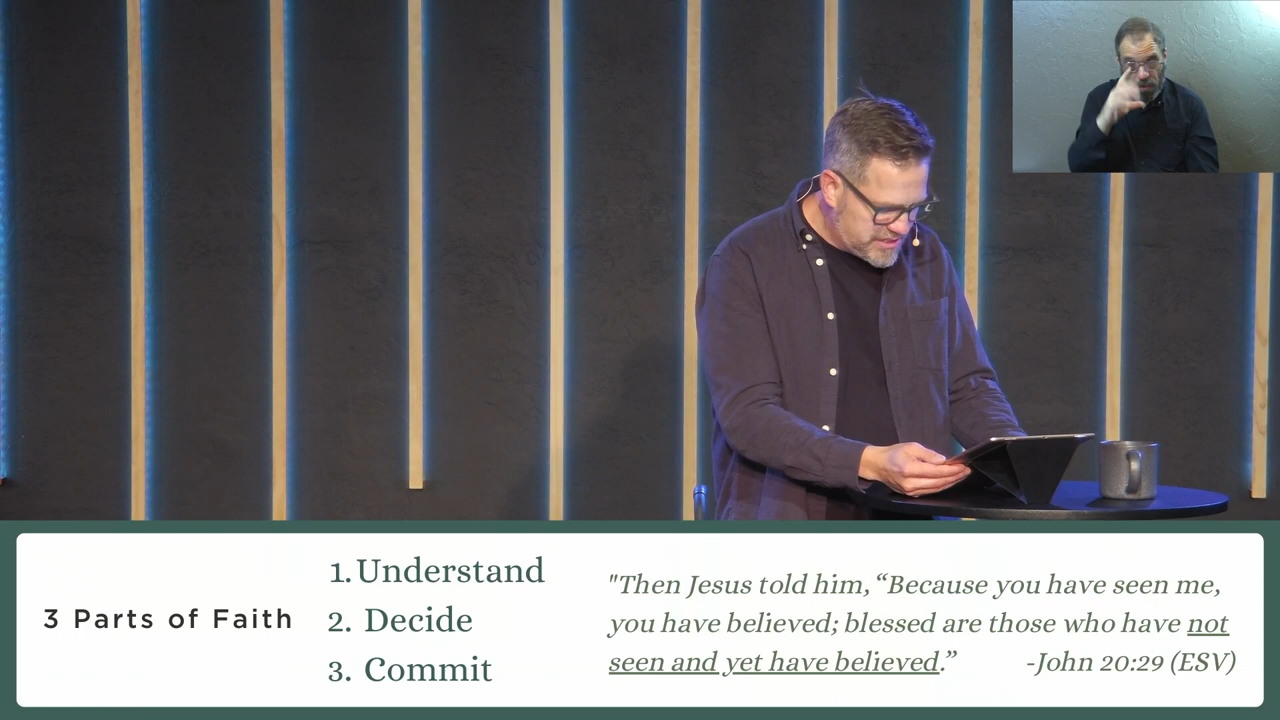 3 Parts of Faith
1. Understand
2. Decide
3. Commit
"Then Jesus told him, “Because you have seen me,
you have believed; blessed are those who have not
seen and yet have believed.” -John 20:29 (ESV)